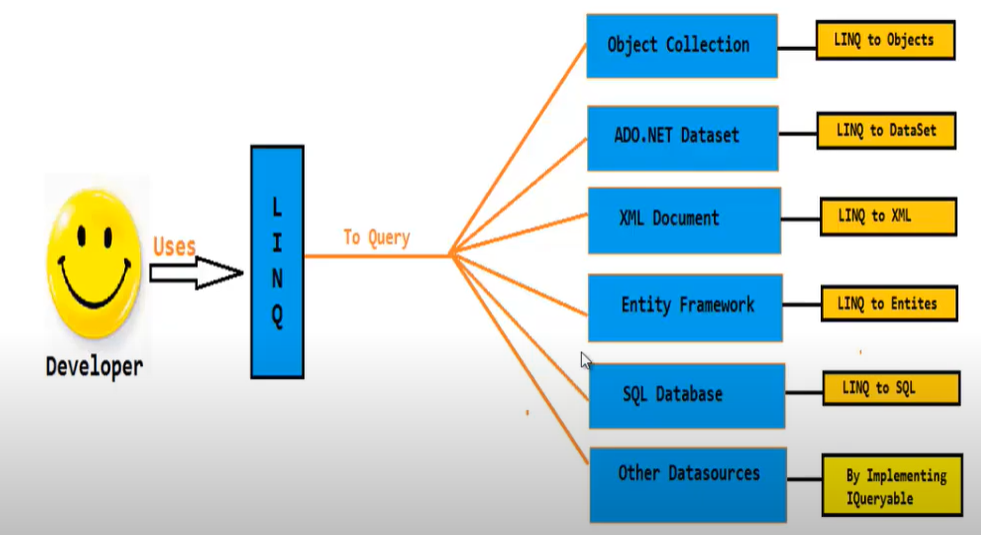 Developer
Uses
L
I
N
Q
To Query
Object Collection
LINQ to Objects
ADO.NET Dataset
LINQ to DataSet
XML Document
LINQ to XML
Entity Framework
LINQ to Entites
SQL Database
LINQ to SQL
Other Datasources
By Implementing
IQueryable